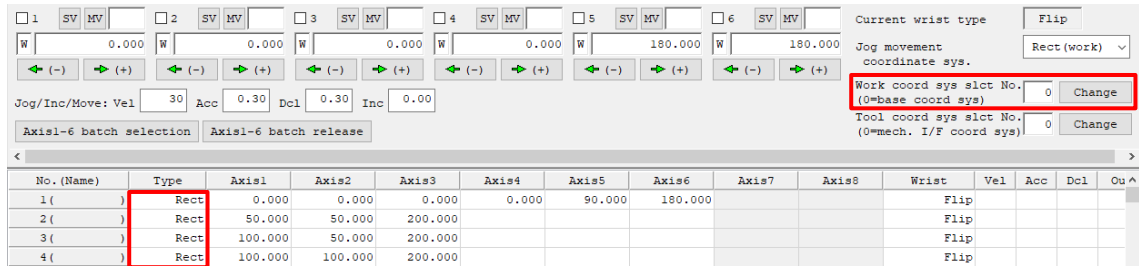 1 SV MV 2 SV MV 3 SV MV 4 SV MV 5 SV MV 6 SV MV Current wrist type Flip
W 0.000 W 0.000 W 0.000 W 0.000 W 180.000 W 180.000 Jog movement coordinate sys. Rect(work)
(-) (+) (-) (+) (-) (+) (-) (+) (-) (+) (-) (+)
Work coord sys slct No. 0 Change
(0=base coord sys)
Jog/Inc/Move: Vel 30 Acc 0.30 Dcl 0.30 Inc 0.00
Tool coord sys slct No. 0 Change
(0=mech. I/F coord sys)
Axis1-6 batch selection Axis1-6 batch release
No.(Name) Type Axis1 Axis2 Axis3 Axis4 Axis5 Axis6 Axis7 Axis8 Wrist Vel Acc Dcl Ou
1( ) Rect 0.000 0.000 0.000 0.000 90.000 180.000 Flip
2( ) Rect 50.000 50.000 200.000 Flip
3( ) Rect 100.000 50.000 200.000 Flip
4( ) Rect 100.000 100.000 200.000 Flip